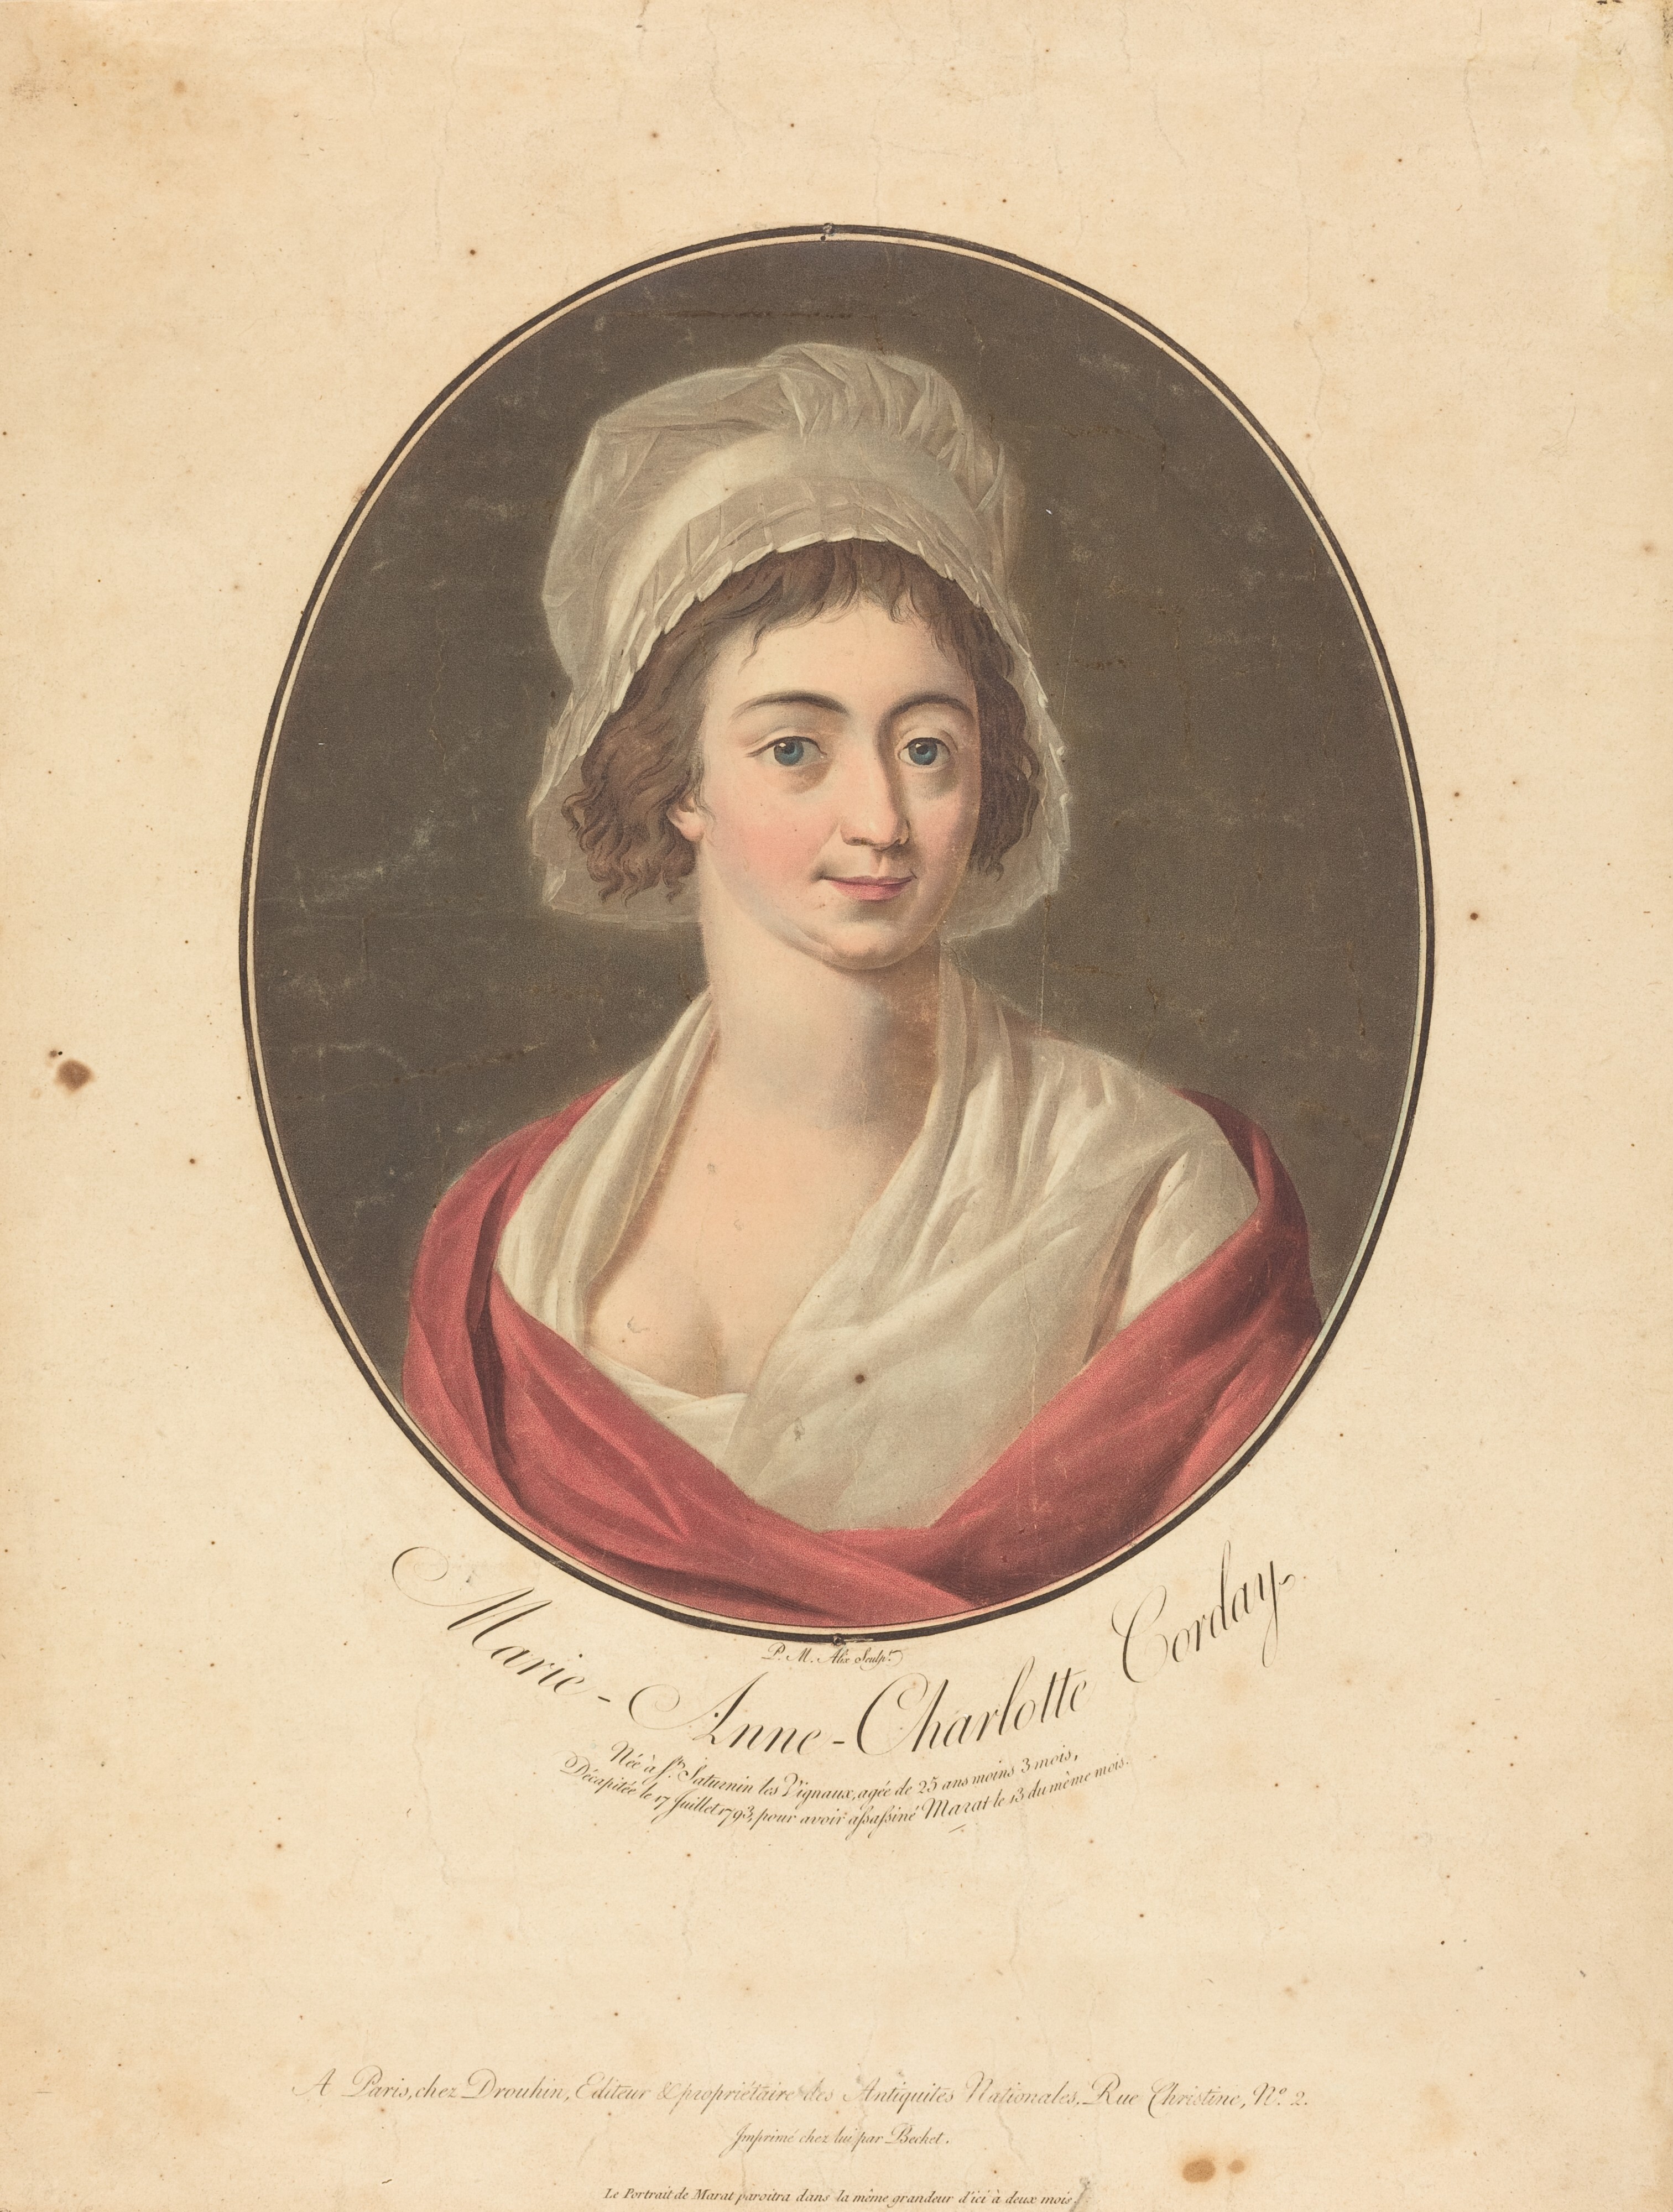 P. M. Alix Sculpt.
Marie-Anne-Charlotte Corday.
Née à St. Saturnin les Vignaux, agée de 25 ans moins 3 mois,
Décapitée le 17 Juillet 1793, pour avoir aſsaſsiné Marat le 13 du même mois.
A Paris, chez Drouhin, Editeur & propriétaire des Antiquités Nationales, Rue Christine, Nº. 2.
Imprimé chez lui par Bechet.
Le Portrait de Marat paroitra dans la même grandeur d'ici à deux mois.